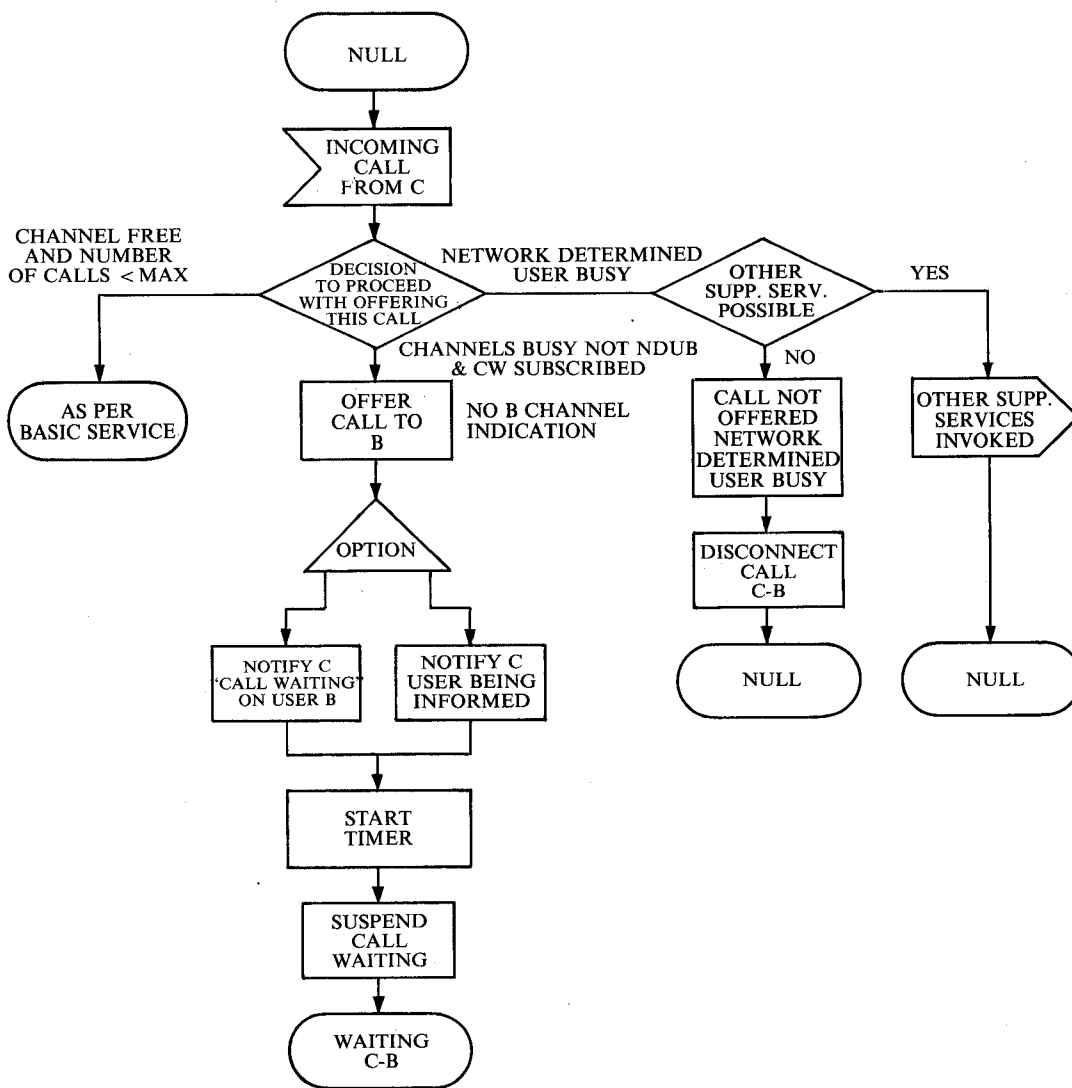 NULL
INCOMING
CALL
FROM C
CHANNEL FREE
AND NUMBER
OF CALLS < MAX
DECISION
TO PROCEED
WITH OFFERING
THIS CALL
NETWORK DETERMINED
USER BUSY
OTHER
SUPP. SERV.
POSSIBLE
YES
NO
CHANNELS BUSY NOT NDUB
& CW SUBSCRIBED
AS PER
BASIC SERVICE
OFFER
CALL TO
B
NO B CHANNEL
INDICATION
CALL NOT
OFFERED
NETWORK
DETERMINED
USER BUSY
OTHER SUPP.
SERVICES
INVOKED
OPTION
DISCONNECT
CALL
C-B
NOTIFY C
'CALL WAITING'
ON USER B
NOTIFY C
USER BEING
INFORMED
NULL
NULL
START
TIMER
SUSPEND
CALL
WAITING
WAITING
C-B